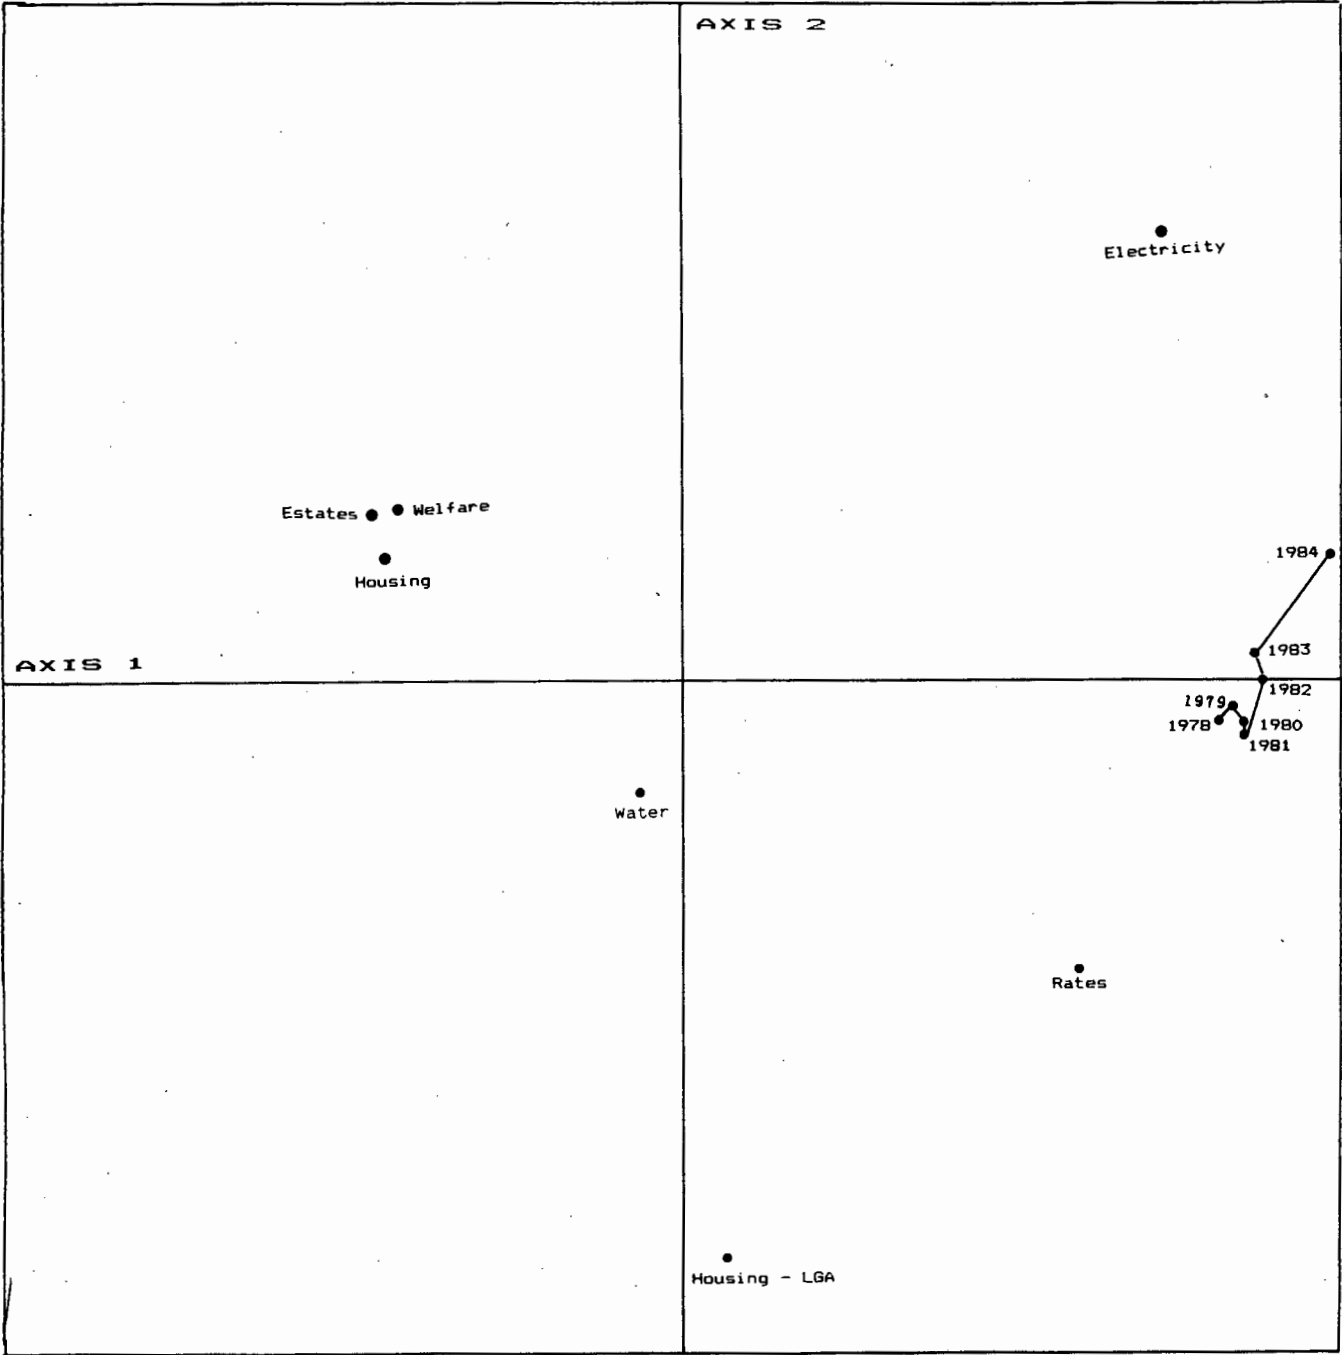 AXIS 2
Electricity
Estates
Welfare
Housing
1984
1983
AXIS 1
1982
1979
1978
1980
1981
Water
Rates
Housing - LGA